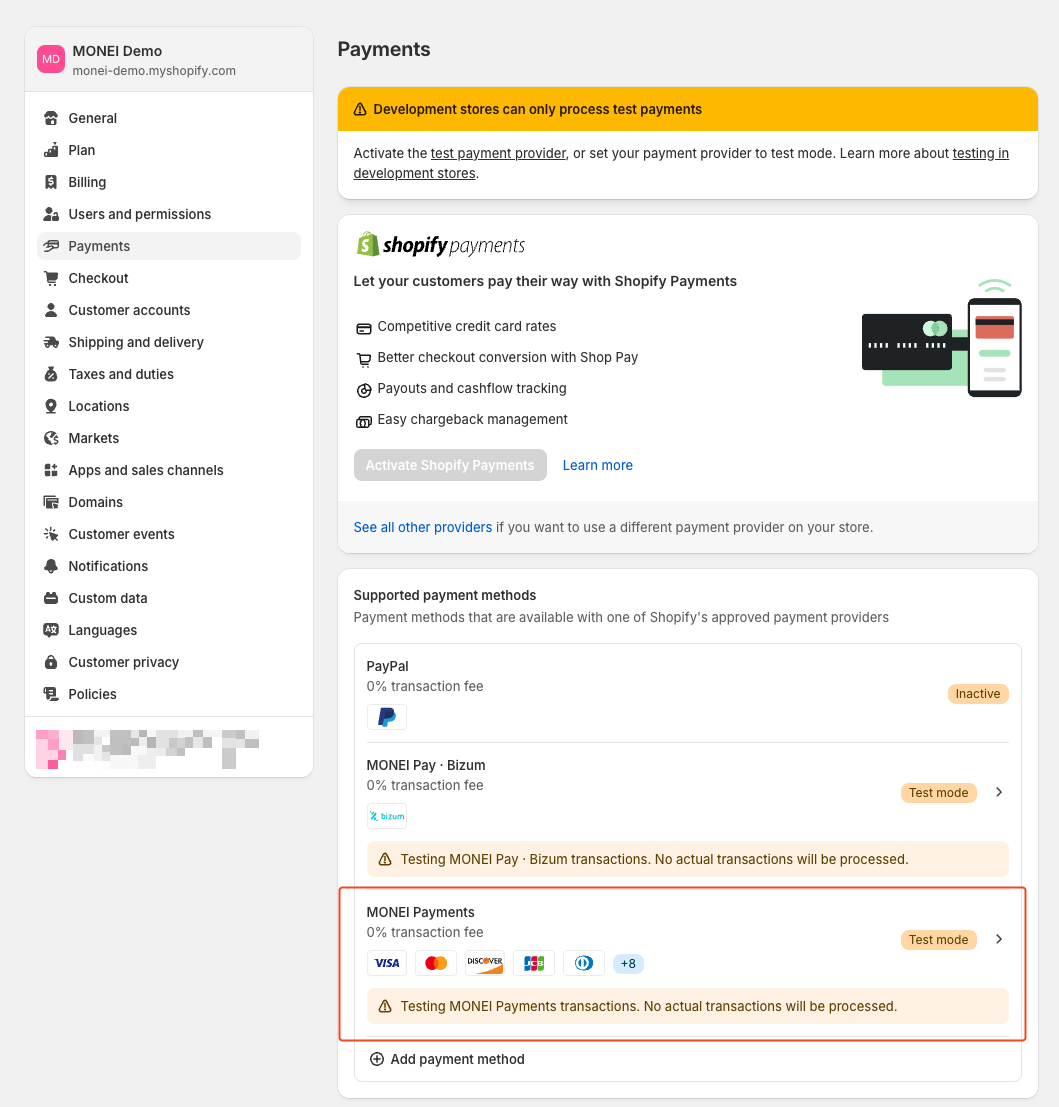 MD
MONEI Demo
monei-demo.myshopify.com
General
Plan
Billing
Users and permissions
Payments
Checkout
Customer accounts
Shipping and delivery
Taxes and duties
Locations
Markets
Apps and sales channels
Domains
Customer events
Notifications
Custom data
Languages
Customer privacy
Policies
Payments
Development stores can only process test payments
Activate the test payment provider, or set your payment provider to test mode. Learn more about testing in
development stores.
shopify payments
Let your customers pay their way with Shopify Payments
Competitive credit card rates
Better checkout conversion with Shop Pay
Payouts and cashflow tracking
Easy chargeback management
Activate Shopify Payments Learn more
See all other providers if you want to use a different payment provider on your store.
Supported payment methods
Payment methods that are available with one of Shopify's approved payment providers
PayPal
0% transaction fee
Inactive
MONEI Pay · Bizum
0% transaction fee
Test mode
bizum
Testing MONEI Pay · Bizum transactions. No actual transactions will be processed.
MONEI Payments
0% transaction fee
Test mode
VISA DISCOVER JCB +8
Testing MONEI Payments transactions. No actual transactions will be processed.
Add payment method